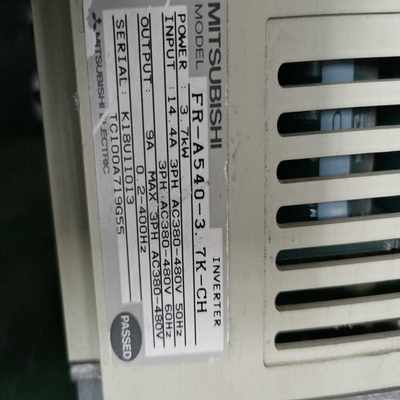 MITSUBISHI
INVERTER
MODEL FR-A540-3.7K-CH
POWER : 3.7kW
INPUT : 14.4A 3PH AC380-480V 50Hz
3PH AC380-480V 60Hz
OUTPUT: 9A MAX 3PH AC380-480V
0.2-400Hz
SERIAL: K18U11013
TC100A719G55
MITSUBISHI ELECTRIC
PASSED